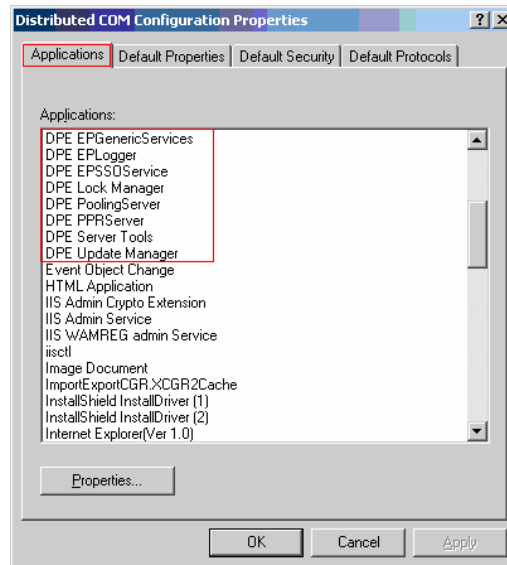 Distributed COM Configuration Properties
Applications Default Properties Default Security Default Protocols
Applications:
DPE EPGenericServices
DPE EPLogger
DPE EPSSOService
DPE Lock Manager
DPE PoolingServer
DPE PPRServer
DPE Server Tools
DPE Update Manager
Event Object Change
HTML Application
IIS Admin Crypto Extension
IIS Admin Service
IIS WAMREG admin Service
iisctl
Image Document
ImportExportCGR.XCGR2Cache
InstallShield InstallDriver (1)
InstallShield InstallDriver (2)
Internet Explorer(Ver 1.0)
Properties...
OK Cancel Apply